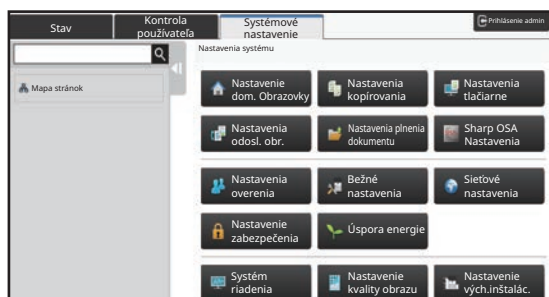 Stav
Kontrola
používateľa
Systémové
nastavenie
Prihlásenie admin
Nastavenia systému
Mapa stránok
Nastavenie
dom. Obrazovky
Nastavenia
kopírovania
Nastavenia
tlačiarne
Nastavenia
odosl. obr.
Nastavenia plnenia
dokumentu
Sharp OSA
Nastavenia
Nastavenia
overenia
Bežné
nastavenia
Sieťové
nastavenia
Nastavenie
zabezpečenia
Úspora energie
Systém
riadenia
Nastavenie
kvality obrazu
Nastavenie
vých.inštalác.